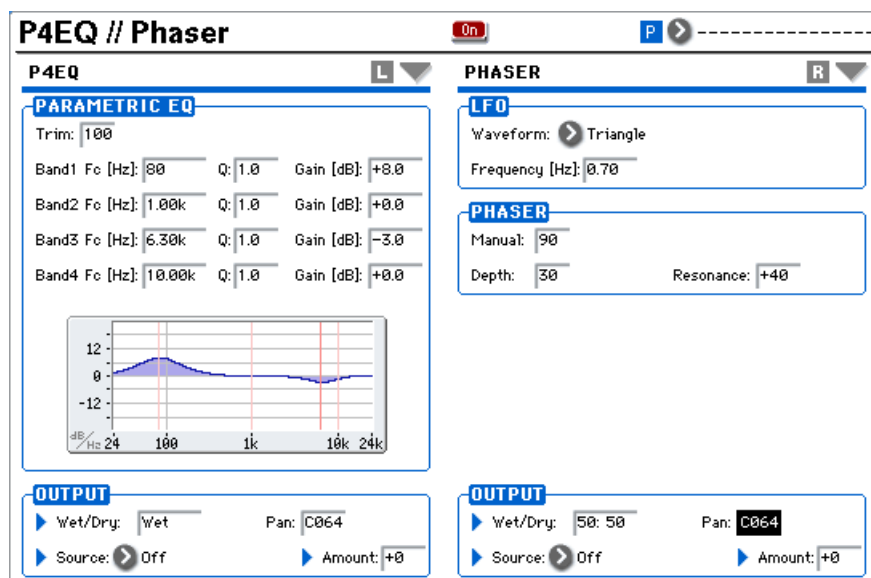 P4EQ // Phaser
On
P
P4EQ
L
PARAMETRIC EQ
Trim: 100
Band1 Fc [Hz]: 80 Q: 1.0 Gain [dB]: +8.0
Band2 Fc [Hz]: 1.00k Q: 1.0 Gain [dB]: +0.0
Band3 Fc [Hz]: 6.30k Q: 1.0 Gain [dB]: -3.0
Band4 Fc [Hz]: 10.00k Q: 1.0 Gain [dB]: +0.0
12
0
-12
dB/Hz 24 100 1k 10k 24k
OUTPUT
Wet/Dry: Wet Pan: C064
Source: Off Amount: +0
PHASER
R
LFO
Waveform: Triangle
Frequency [Hz]: 0.70
PHASER
Manual: 90
Depth: 30 Resonance: +40
OUTPUT
Wet/Dry: 50: 50 Pan: C064
Source: Off Amount: +0